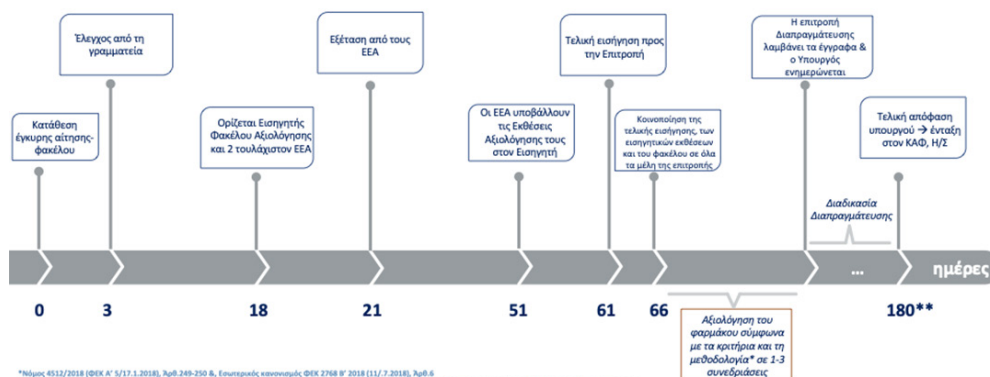 Η επιτροπή
Διαπραγμάτευσης
λαμβάνει τα έγγραφα &
ο Υπουργός
ενημερώνεται
Έλεγχος από τη
γραμματεία
Εξέταση από τους
ΕΕΑ
Τελική εισήγηση προς
την Επιτροπή
Κατάθεση
έγκυρης αίτησης-
φακέλου
Ορίζεται Εισηγητής
Φακέλου Αξιολόγησης
και 2 τουλάχιστον ΕΕΑ
Οι ΕΕΑ υποβάλλουν
τις Εκθέσεις
Αξιολόγησης τους
στον Εισηγητή
Κοινοποίηση της
τελικής εισήγησης, των
εισηγητικών εκθέσεων
και του φακέλου σε όλα
τα μέλη της επιτροπής
Τελική απόφαση
υπουργού → ένταξη
στον ΚΑΦ, Η/Σ
Διαδικασία
Διαπραγμάτευσης
... ημέρες
0 3 18 21 51 61 66 180**
Αξιολόγηση του
φαρμάκου σύμφωνα
με τα κριτήρια και τη
μεθοδολογία* σε 1-3
συνεδριάσεις
*Νόμος 4512/2018 (ΦΕΚ Α' 5/17.1.2018), Άρθ.249-250 &, Εσωτερικός κανονισμός ΦΕΚ 2768 Β' 2018 (11/.7.2018), Άρθ.6